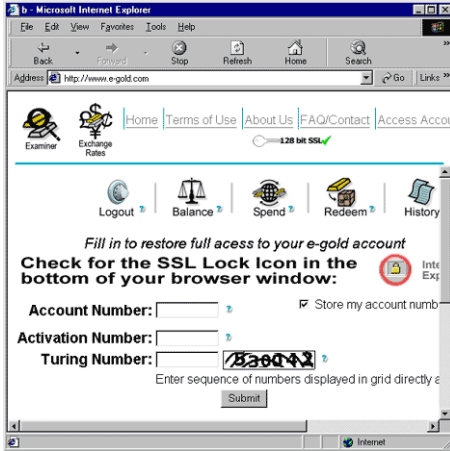 b - Microsoft Internet Explorer
File Edit View Favorites Tools Help
Back Forward Stop Refresh Home Search
Address http://www.e-gold.com Go Links
Home Terms of Use About Us FAQ/Contact Access Accou
Examiner Exchange Rates 128 bit SSL
Logout Balance Spend Redeem History
Fill in to restore full acess to your e-gold account
Check for the SSL Lock Icon in the
bottom of your browser window:
Inte
Exp
Account Number: Store my account numb
Activation Number:
Turing Number:
Enter sequence of numbers displayed in grid directly a
Submit
Internet